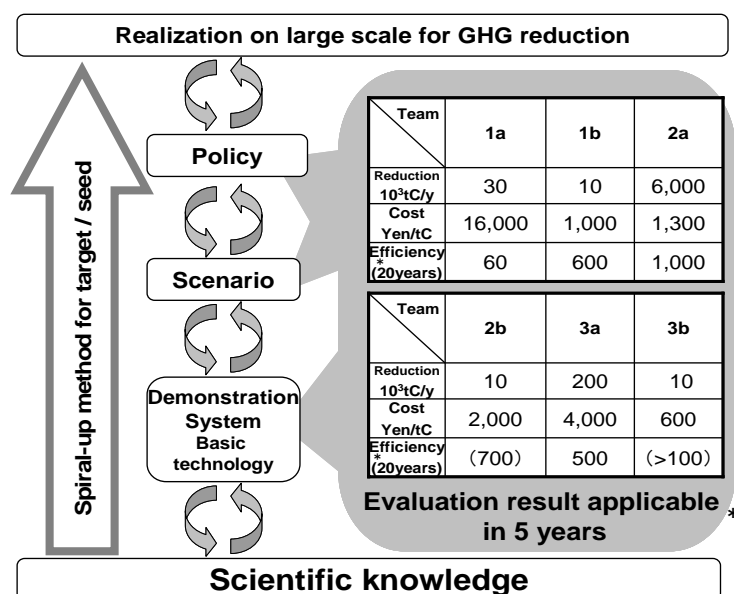 Realization on large scale for GHG reduction
Spiral-up method for target / seed
Policy
Scenario
Demonstration
System
Basic
technology
Team
1a
1b
2a
Reduction
10³tC/y
30
10
6,000
Cost
Yen/tC
16,000
1,000
1,300
Efficiency
*
(20years)
60
600
1,000
Team
2b
3a
3b
Reduction
10³tC/y
10
200
10
Cost
Yen/tC
2,000
4,000
600
Efficiency
*
(20years)
（700）
500
（>100）
Evaluation result applicable *
in 5 years
Scientific knowledge